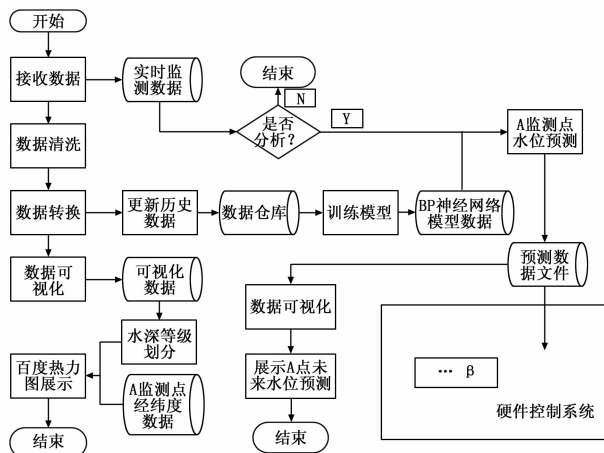 开始
接收数据
实时监
测数据
结束
N
是否
分析?
Y
A监测点
水位预测
数据清洗
数据转换
更新历史
数据
数据仓库
训练模型
BP神经网络
模型数据
数据可
视化
可视化
数据
数据可视化
预测数
据文件
水深等级
划分
百度热力
图展示
A监测点
经纬度
数据
展示A点未
来水位预测
… β
硬件控制系统
结束
结束